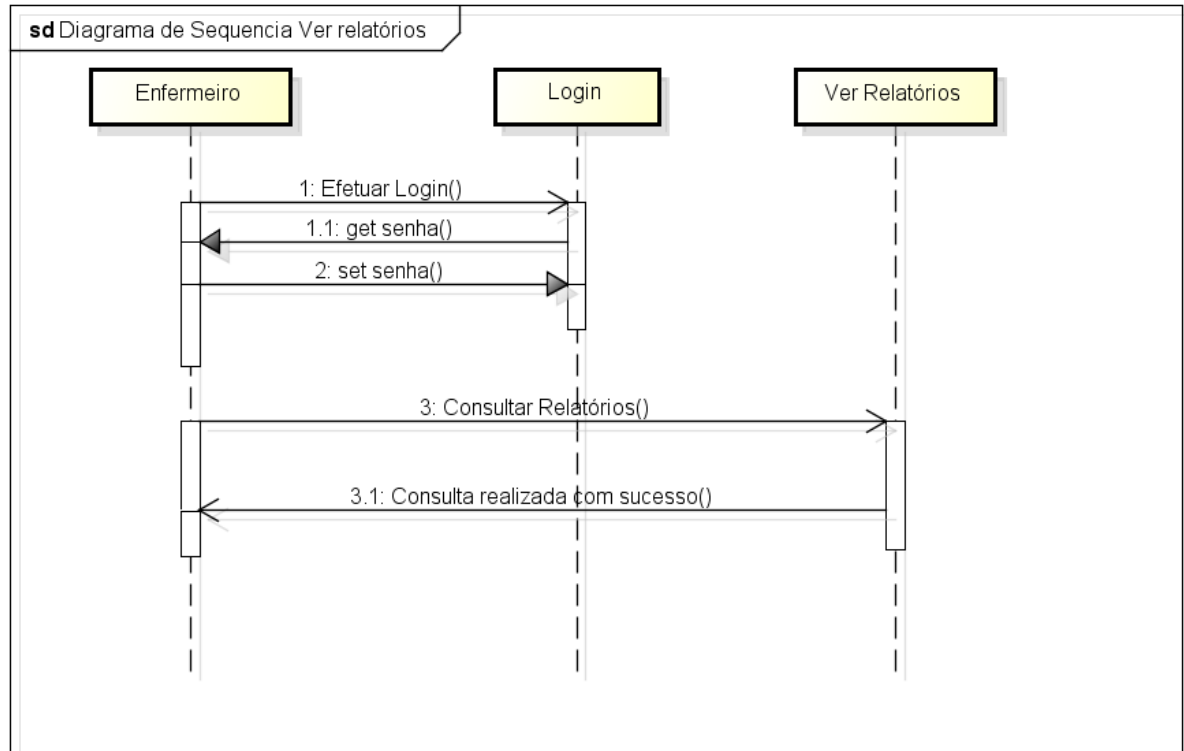 sd Diagrama de Sequencia Ver relatórios
Enfermeiro
Login
Ver Relatórios
1: Efetuar Login()
1.1: get senha()
2: set senha()
3: Consultar Relatórios()
3.1: Consulta realizada com sucesso()